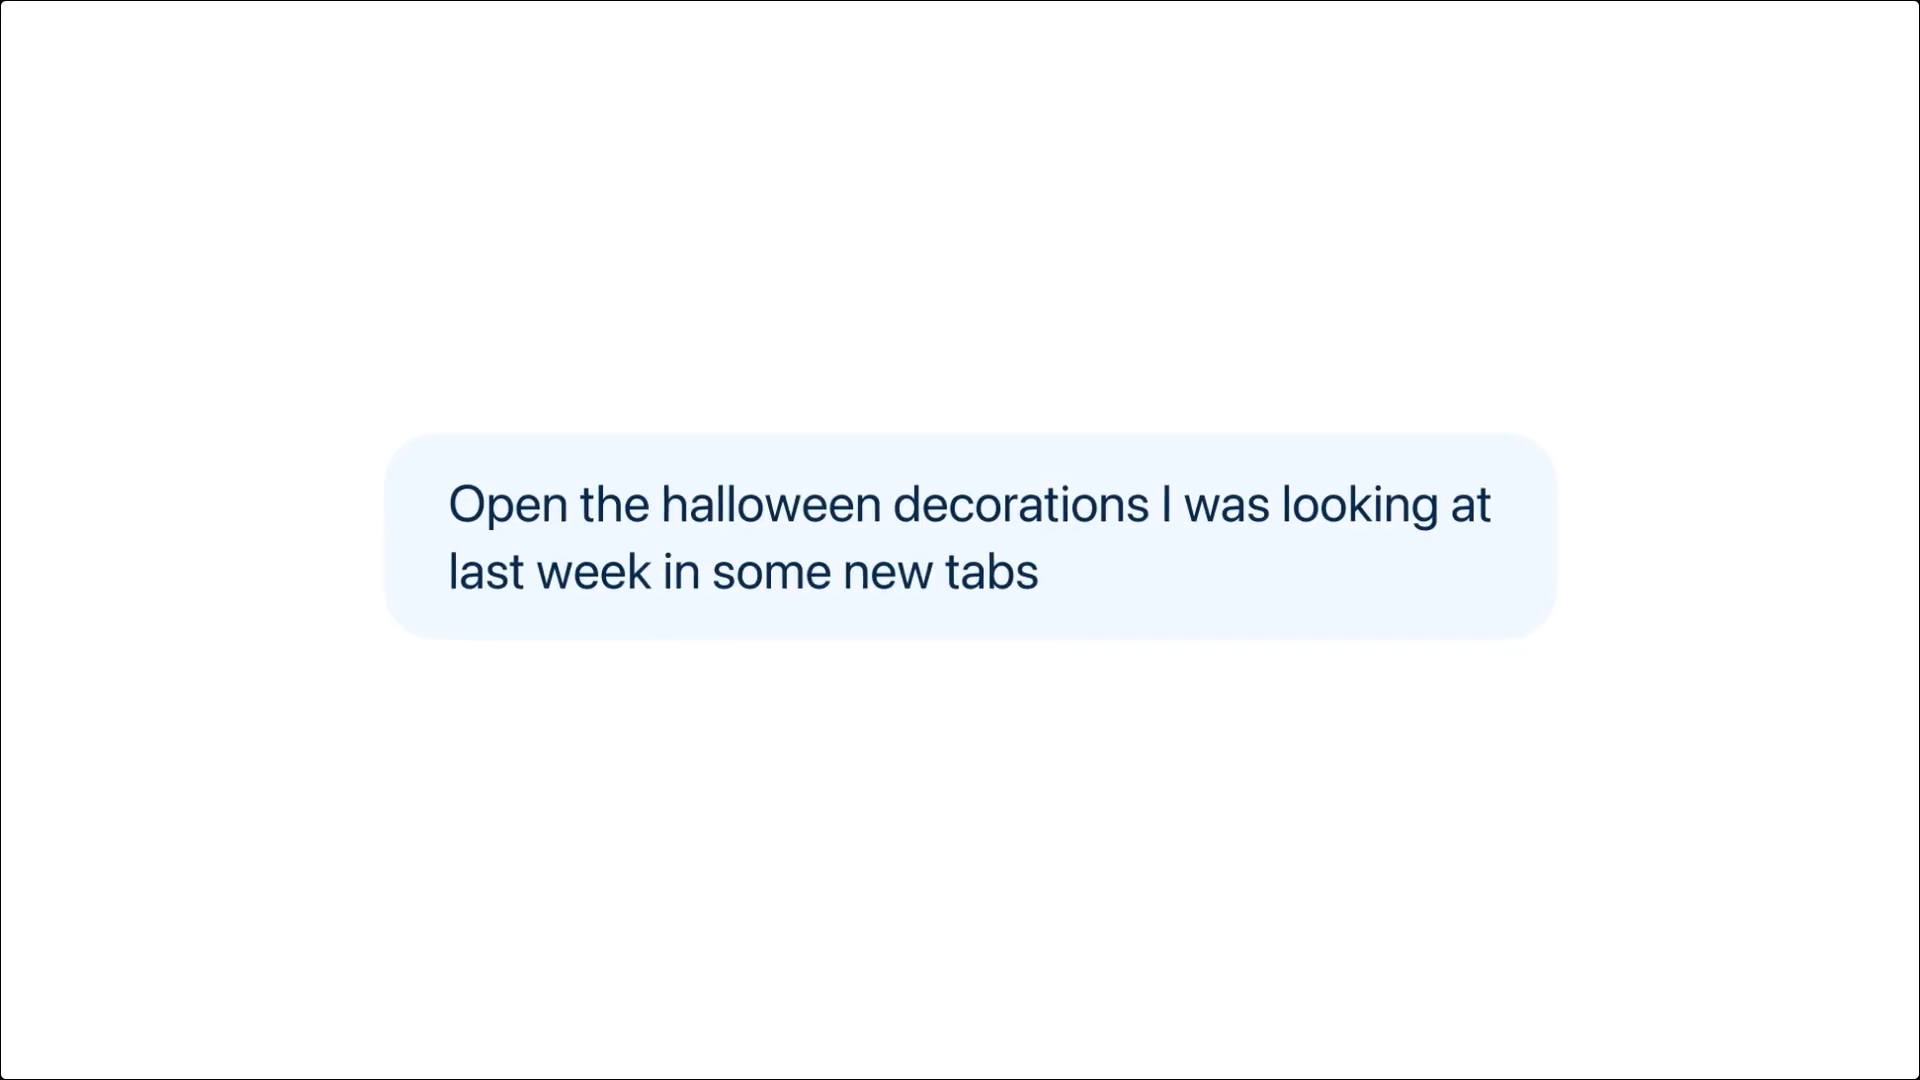 Open the halloween decorations I was looking at
last week in some new tabs